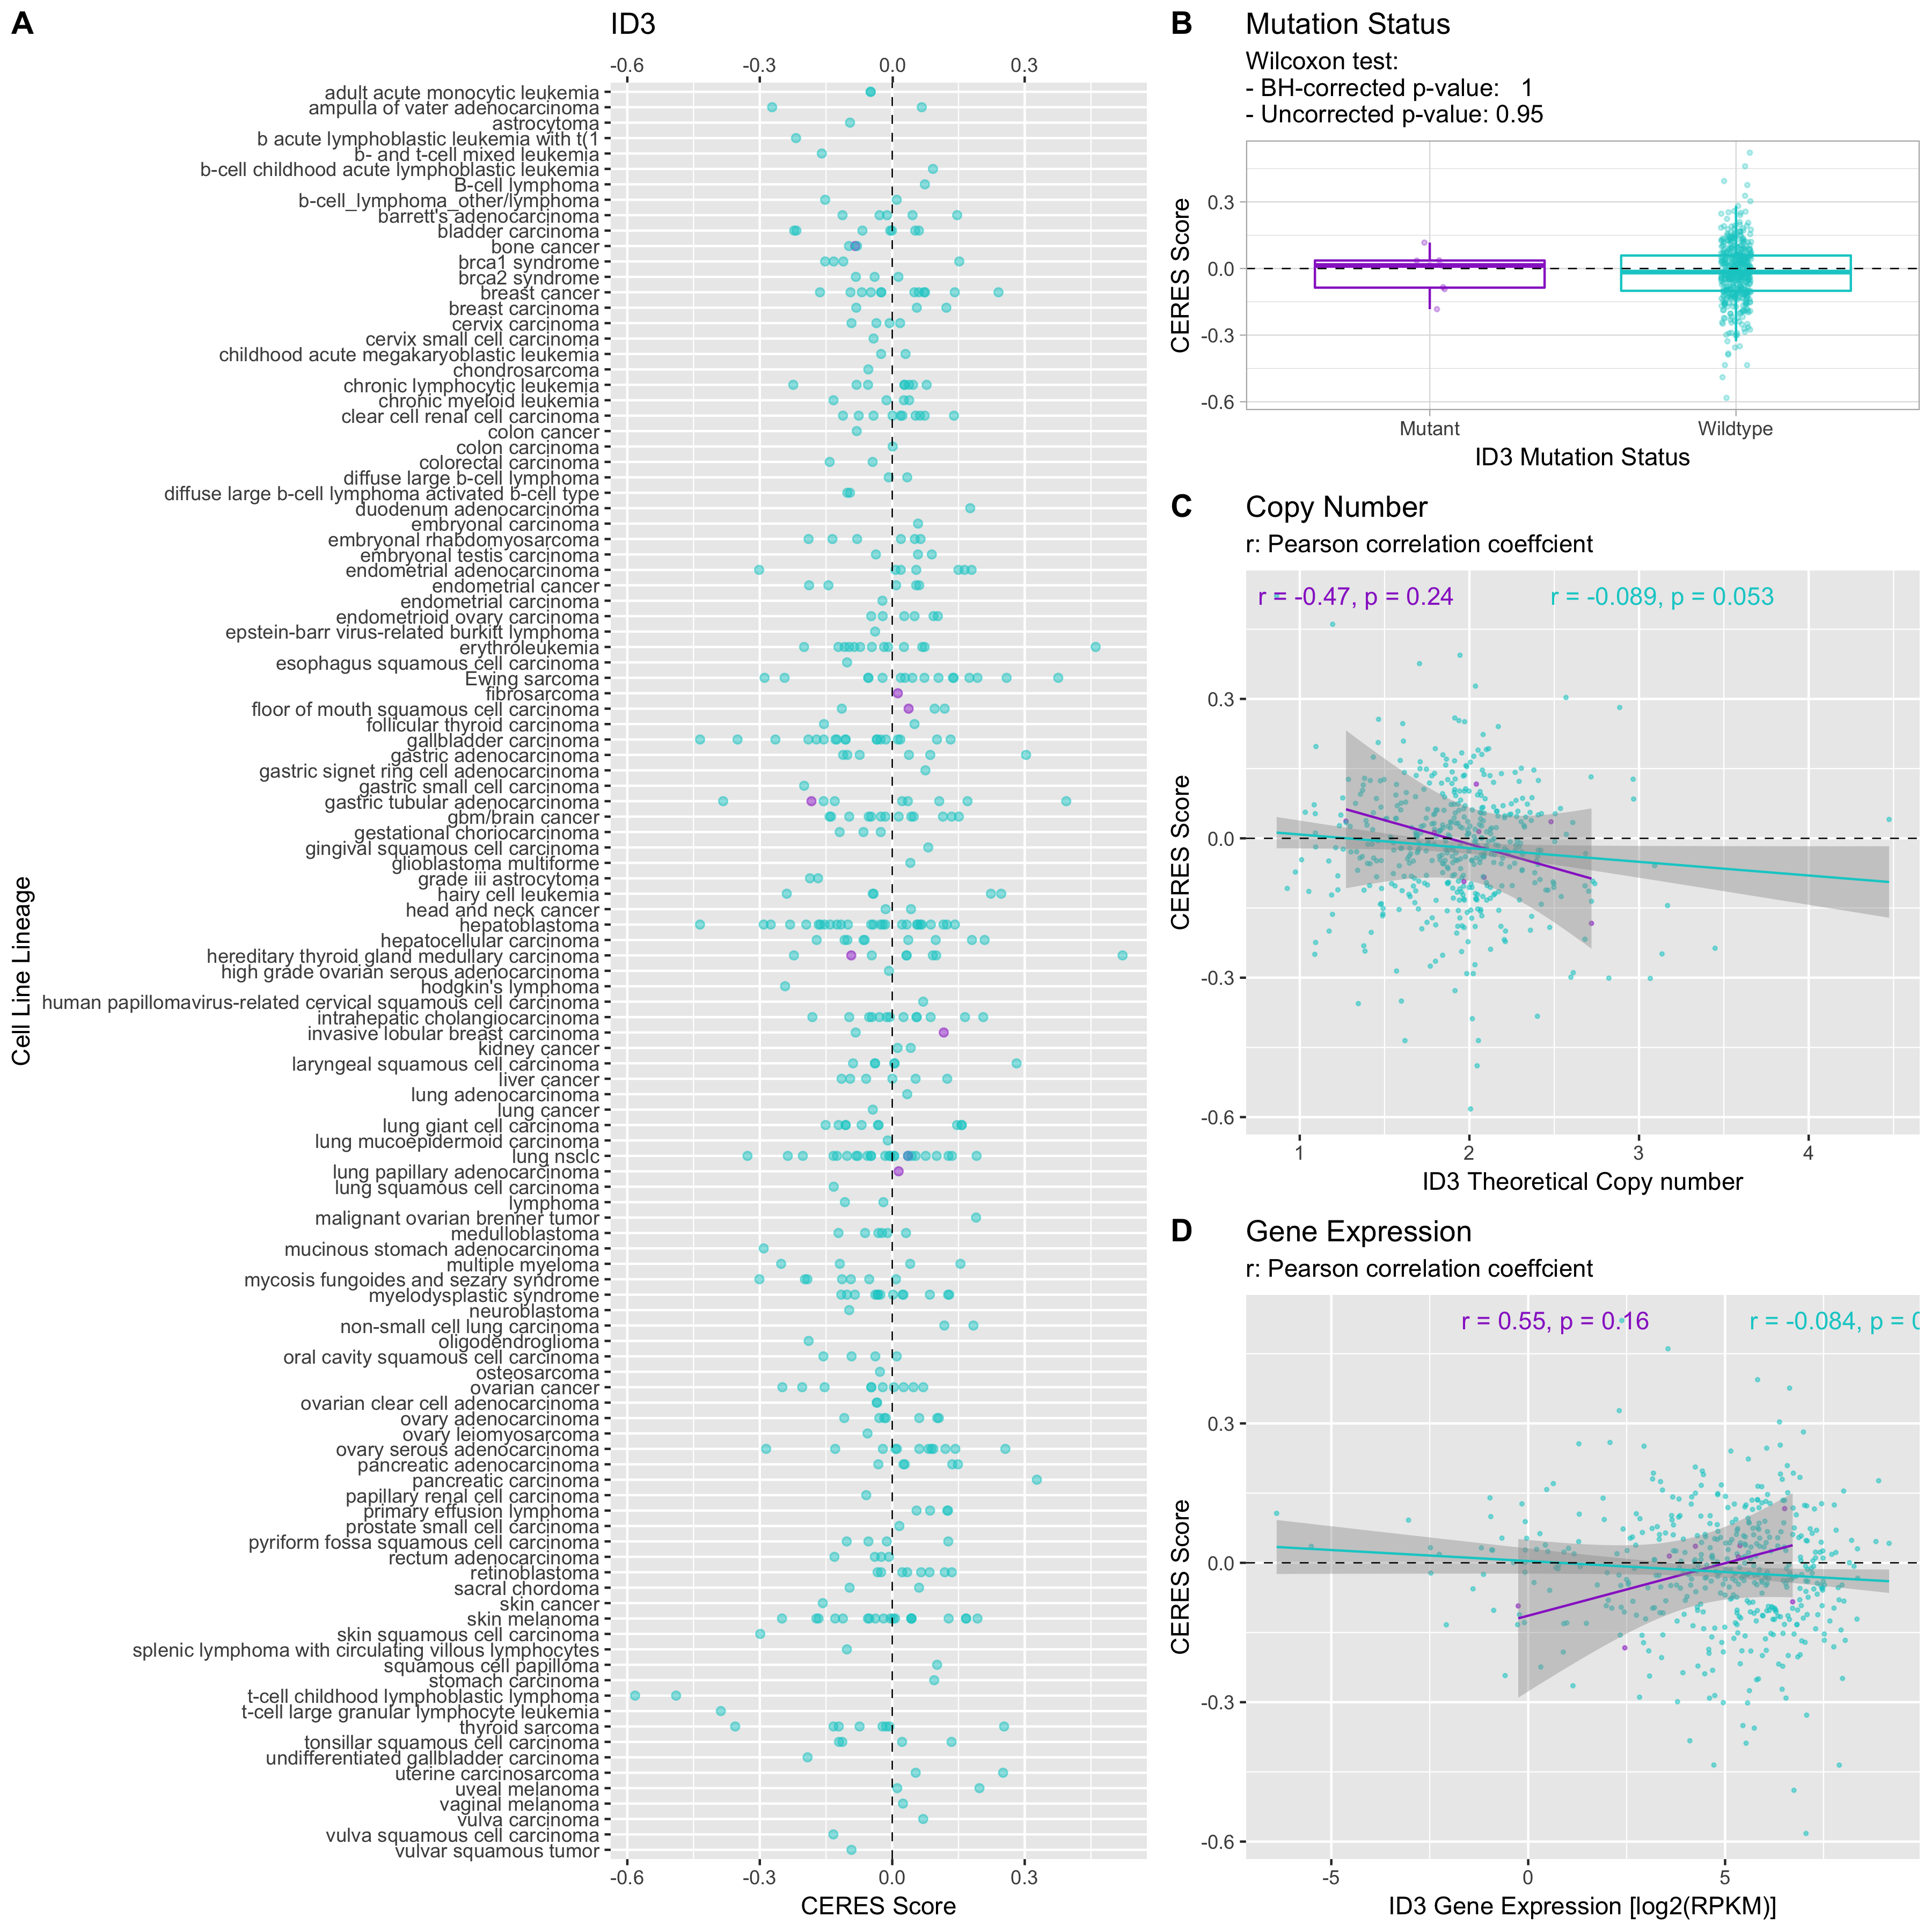 A
ID3
-0.6 -0.3 0.0 0.3
Cell Line Lineage
adult acute monocytic leukemia
ampulla of vater adenocarcinoma
astrocytoma
b acute lymphoblastic leukemia with t(1
b- and t-cell mixed leukemia
b-cell childhood acute lymphoblastic leukemia
B-cell lymphoma
b-cell_lymphoma_other/lymphoma
barrett's adenocarcinoma
bladder carcinoma
bone cancer
brca1 syndrome
brca2 syndrome
breast cancer
breast carcinoma
cervix carcinoma
cervix small cell carcinoma
childhood acute megakaryoblastic leukemia
chondrosarcoma
chronic lymphocytic leukemia
chronic myeloid leukemia
clear cell renal cell carcinoma
colon cancer
colon carcinoma
colorectal carcinoma
diffuse large b-cell lymphoma
diffuse large b-cell lymphoma activated b-cell type
duodenum adenocarcinoma
embryonal carcinoma
embryonal rhabdomyosarcoma
embryonal testis carcinoma
endometrial adenocarcinoma
endometrial cancer
endometrial carcinoma
endometrioid ovary carcinoma
epstein-barr virus-related burkitt lymphoma
erythroleukemia
esophagus squamous cell carcinoma
Ewing sarcoma
fibrosarcoma
floor of mouth squamous cell carcinoma
follicular thyroid carcinoma
gallbladder carcinoma
gastric adenocarcinoma
gastric signet ring cell adenocarcinoma
gastric small cell carcinoma
gastric tubular adenocarcinoma
gbm/brain cancer
gestational choriocarcinoma
gingival squamous cell carcinoma
glioblastoma multiforme
grade iii astrocytoma
hairy cell leukemia
head and neck cancer
hepatoblastoma
hepatocellular carcinoma
hereditary thyroid gland medullary carcinoma
high grade ovarian serous adenocarcinoma
hodgkin's lymphoma
human papillomavirus-related cervical squamous cell carcinoma
intrahepatic cholangiocarcinoma
invasive lobular breast carcinoma
kidney cancer
laryngeal squamous cell carcinoma
liver cancer
lung adenocarcinoma
lung cancer
lung giant cell carcinoma
lung mucoepidermoid carcinoma
lung nsclc
lung papillary adenocarcinoma
lung squamous cell carcinoma
lymphoma
malignant ovarian brenner tumor
medulloblastoma
mucinous stomach adenocarcinoma
multiple myeloma
mycosis fungoides and sezary syndrome
myelodysplastic syndrome
neuroblastoma
non-small cell lung carcinoma
oligodendroglioma
oral cavity squamous cell carcinoma
osteosarcoma
ovarian cancer
ovarian clear cell adenocarcinoma
ovary adenocarcinoma
ovary leiomyosarcoma
ovary serous adenocarcinoma
pancreatic adenocarcinoma
pancreatic carcinoma
papillary renal cell carcinoma
primary effusion lymphoma
prostate small cell carcinoma
pyriform fossa squamous cell carcinoma
rectum adenocarcinoma
retinoblastoma
sacral chordoma
skin cancer
skin melanoma
skin squamous cell carcinoma
splenic lymphoma with circulating villous lymphocytes
squamous cell papilloma
stomach carcinoma
t-cell childhood lymphoblastic lymphoma
t-cell large granular lymphocyte leukemia
thyroid sarcoma
tonsillar squamous cell carcinoma
undifferentiated gallbladder carcinoma
uterine carcinosarcoma
uveal melanoma
vaginal melanoma
vulva carcinoma
vulva squamous cell carcinoma
vulvar squamous tumor
-0.6 -0.3 0.0 0.3
CERES Score
B
Mutation Status
Wilcoxon test:
- BH-corrected p-value: 1
- Uncorrected p-value: 0.95
CERES Score
0.3
0.0
-0.3
-0.6
Mutant Wildtype
ID3 Mutation Status
C
Copy Number
r: Pearson correlation coeffcient
r = -0.47, p = 0.24 r = -0.089, p = 0.053
CERES Score
0.3
0.0
-0.3
-0.6
1 2 3 4
ID3 Theoretical Copy number
D
Gene Expression
r: Pearson correlation coeffcient
r = 0.55, p = 0.16 r = -0.084, p = 0
CERES Score
0.3
0.0
-0.3
-0.6
-5 0 5
ID3 Gene Expression [log2(RPKM)]